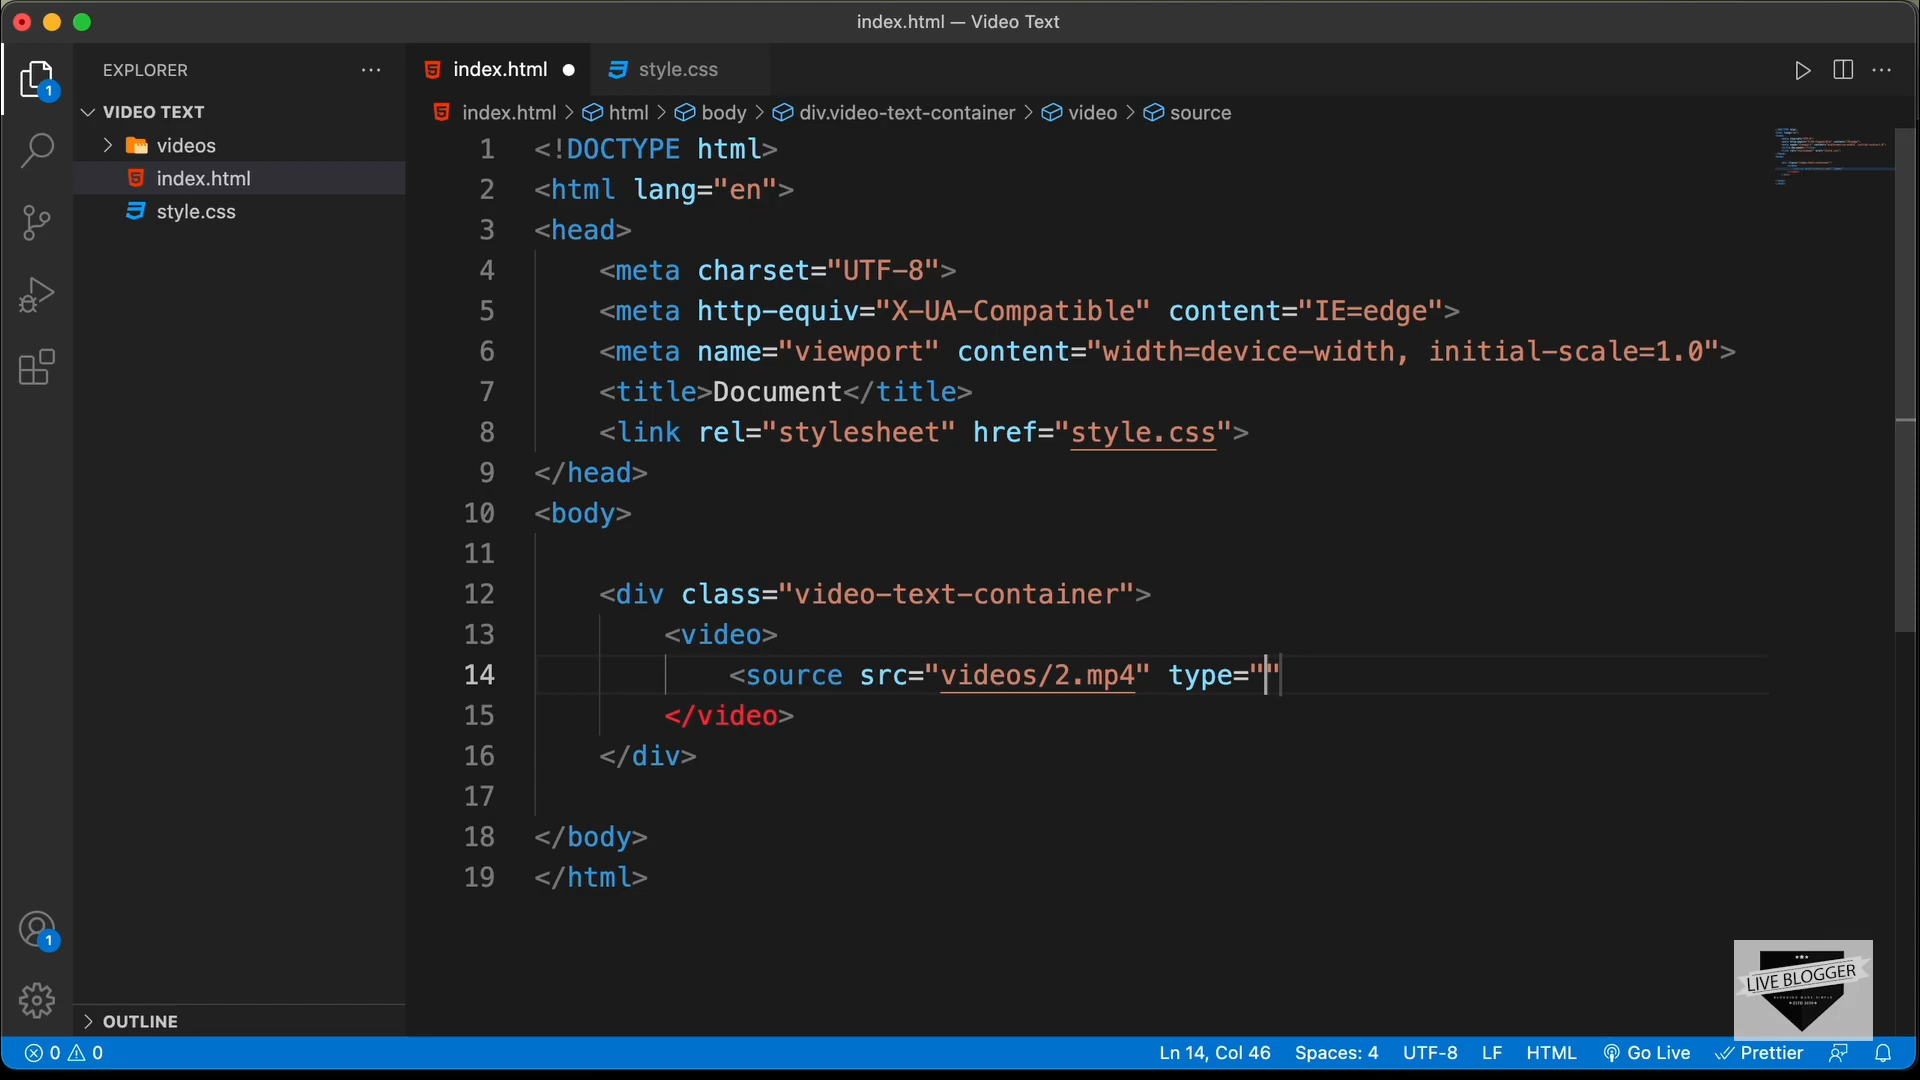 index.html — Video Text
EXPLORER
index.html
style.css
VIDEO TEXT
index.html > html > body > div.video-text-container > video > source
videos
index.html
style.css
1 <!DOCTYPE html>
2 <html lang="en">
3 <head>
4 <meta charset="UTF-8">
5 <meta http-equiv="X-UA-Compatible" content="IE=edge">
6 <meta name="viewport" content="width=device-width, initial-scale=1.0">
7 <title>Document</title>
8 <link rel="stylesheet" href="style.css">
9 </head>
10 <body>
11
12 <div class="video-text-container">
13 <video>
14 <source src="videos/2.mp4" type=""
15 </video>
16 </div>
17
18 </body>
19 </html>
1
1
OUTLINE
LIVE BLOGGER
0 0
Ln 14, Col 46 Spaces: 4 UTF-8 LF HTML Go Live Prettier